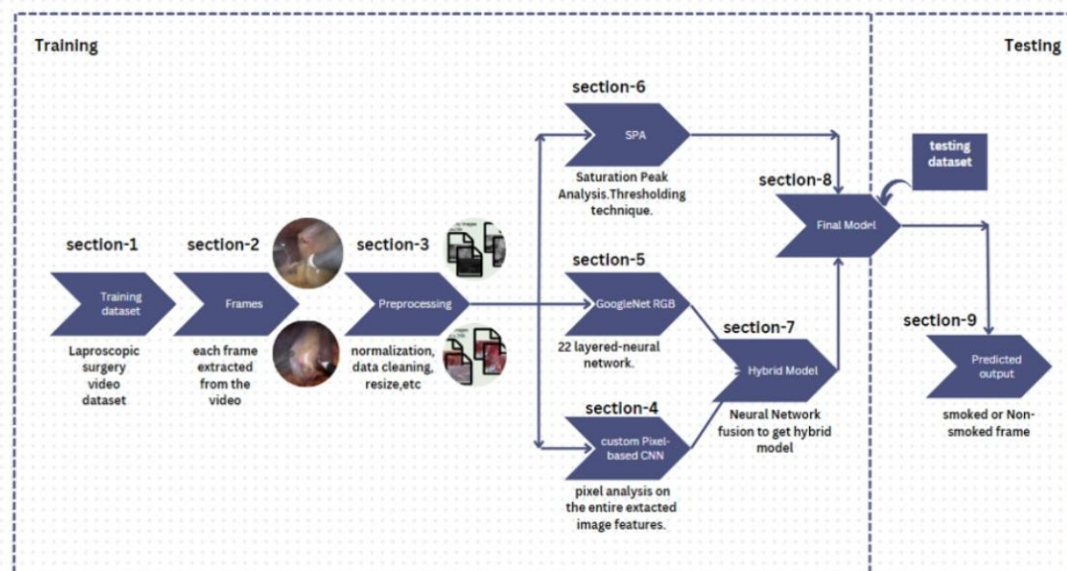 Training
Testing
section-6
SPA
Saturation Peak
Analysis.Thresholding
technique.
testing
dataset
section-8
Final Model
section-1
Training
dataset
Laproscopic
surgery
video
dataset
section-2
Frames
each frame
extracted
from the
video
section-3
Preprocessing
normalization,
data cleaning,
resize,etc
section-5
GoogleNet RGB
22 layered-neural
network.
section-7
Hybrid Model
Neural Network
fusion to get hybrid
model
section-4
custom Pixel-
based CNN
pixel analysis on
the entire extacted
image features.
section-9
Predicted
output
smoked or Non-
smoked frame